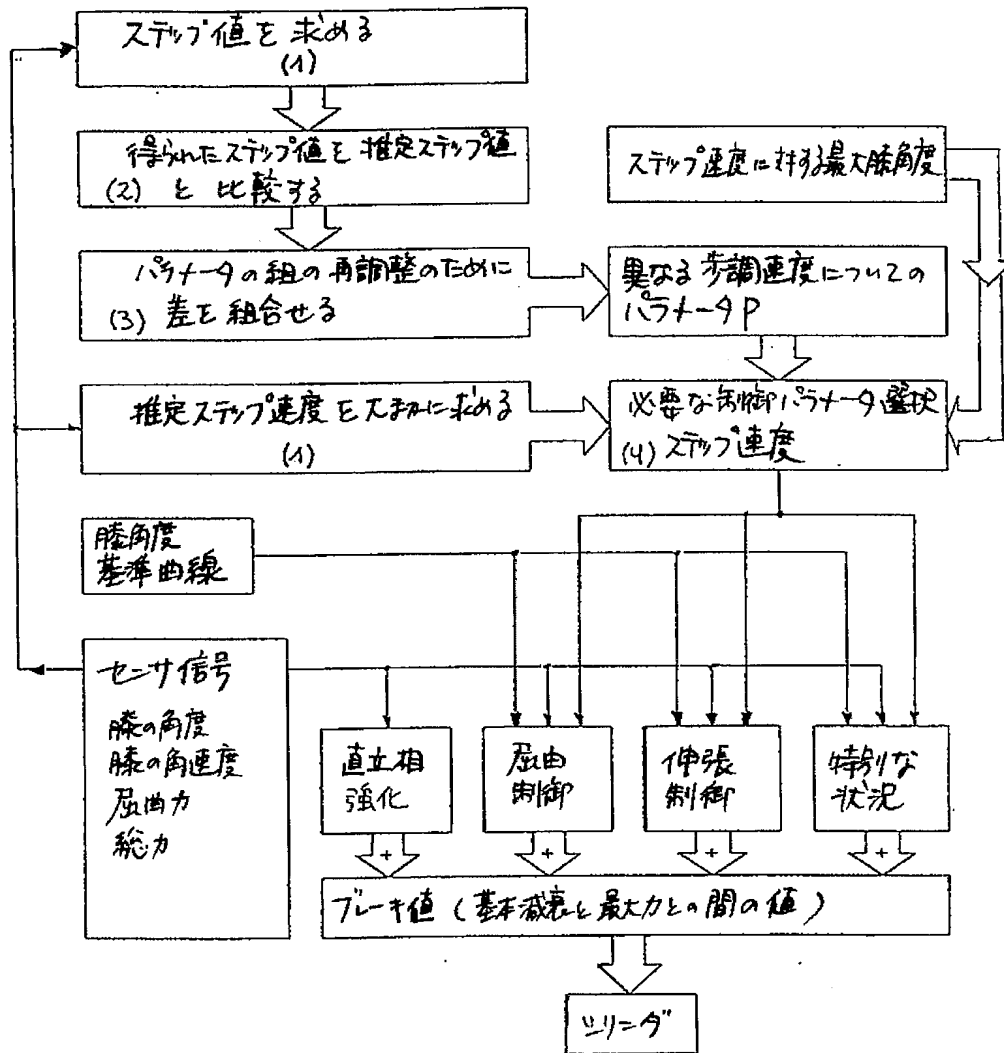 ステップ値を求める
(1)
得られたステップ値を推定ステップ値
(2) と比較する
ステップ速度に対する最大膝角度
パラメータの組の再調整のために
(3) 差を組合せる
異なる歩調速度についての
パラメータP
推定ステップ速度を大まかに求める
(1)
必要な制御パラメータ選択
(4) ステップ速度
膝角度
基準曲線
センサ信号
膝の角度
膝の角速度
屈曲力
総力
直立相
強化
屈曲
制御
伸張
制御
特別な
状況
+
+
+
+
ブレーキ値(基本減衰と最大力との間の値)
シリンダ